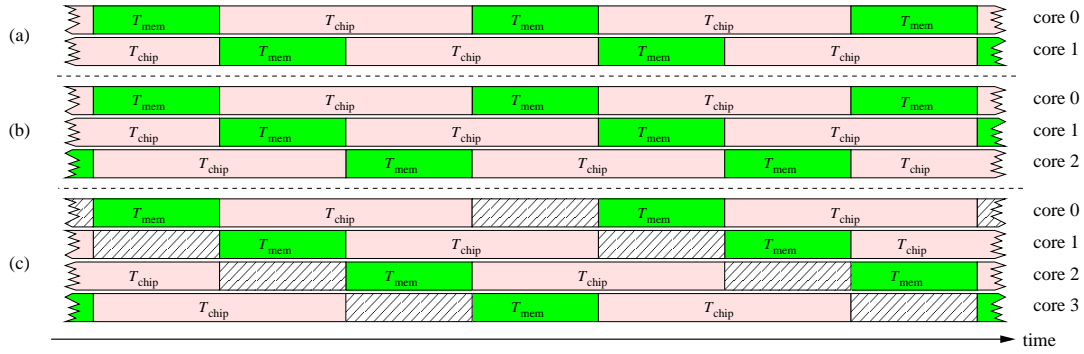 T_mem T_chip T_mem T_chip T_mem core 0
(a)
T_chip T_mem T_chip T_mem T_chip core 1
T_mem T_chip T_mem T_chip T_mem core 0
(b) T_chip T_mem T_chip T_mem T_chip core 1
T_chip T_mem T_chip T_mem T_chip core 2
T_mem T_chip T_mem T_chip core 0
T_mem T_chip T_mem T_chip core 1
(c)
T_chip T_mem T_chip T_mem core 2
T_chip T_mem T_chip core 3
time